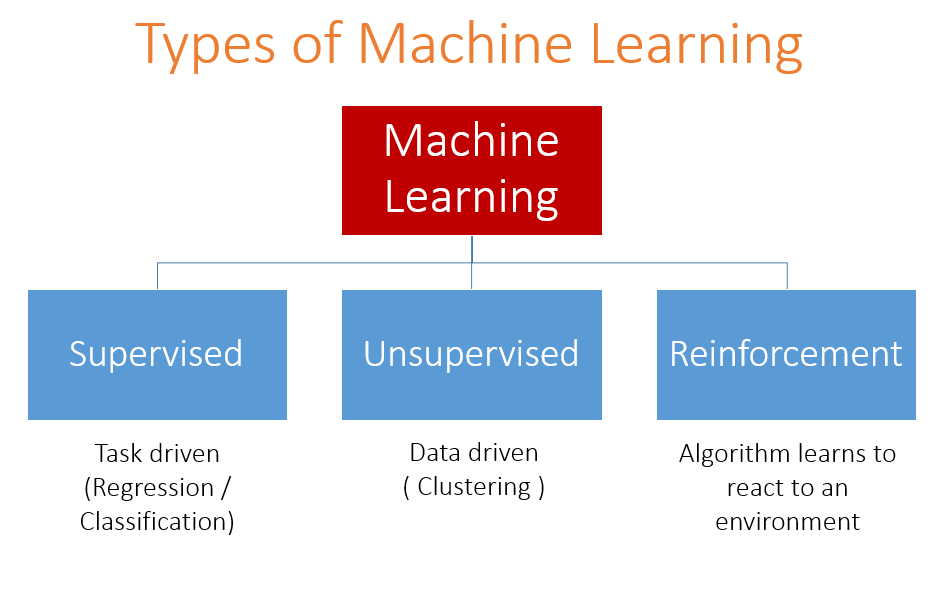 Types of Machine Learning
Machine
Learning
Supervised
Unsupervised
Reinforcement
Task driven
(Regression /
Classification)
Data driven
( Clustering )
Algorithm learns to
react to an
environment